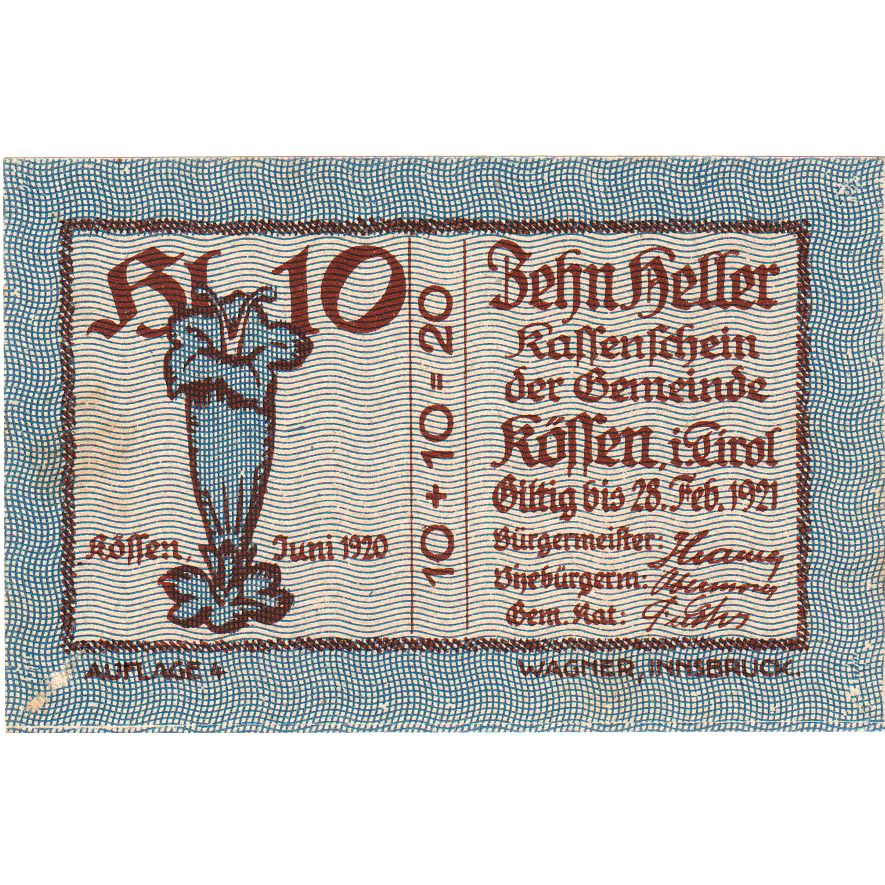 Hl 10
Kössen, Juni 1920
10 + 10 = 20
Zehn Heller
Kassenschein
der Gemeinde
Kössen, i. Tirol
Giltig bis 28. Feb. 1921
Bürgermeister:
Vizebürgerm:
Gem. Rat:
AUFLAGE 4
WAGNER, INNSBRUCK.